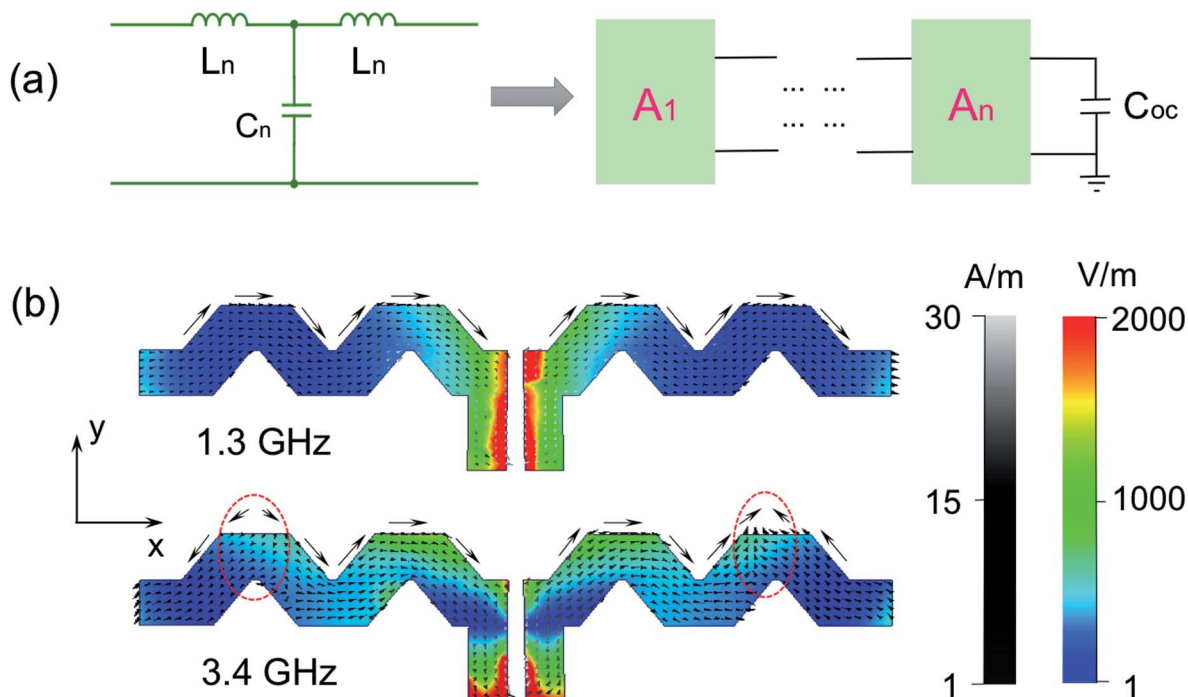 (a)
Ln
Ln
Cn
A1
... ...
... ...
An
Coc
(b)
A/m
V/m
30
2000
15
1000
1
1
1.3 GHz
y
x
3.4 GHz